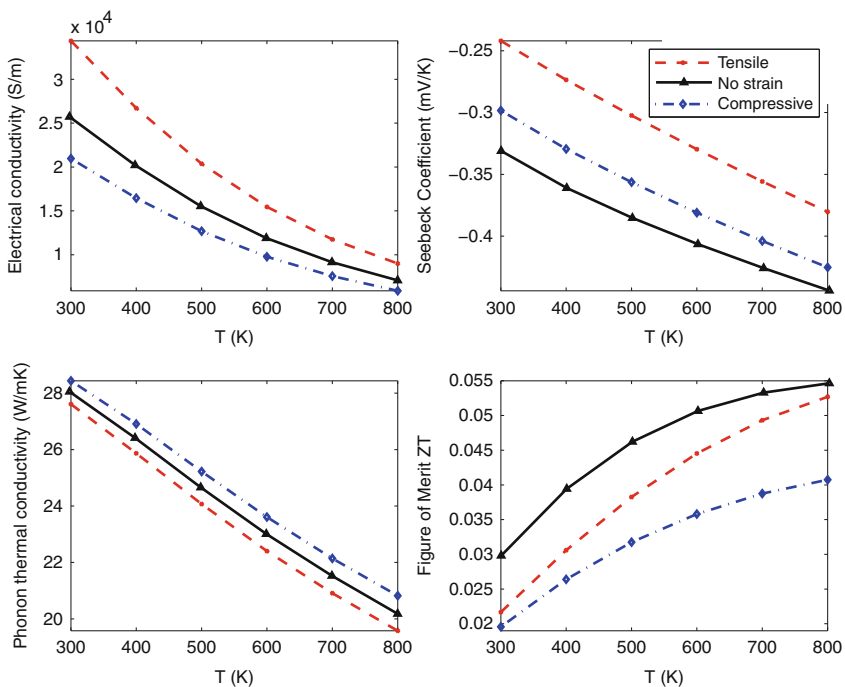 x 10⁴
Electrical conductivity (S/m)
3.5
3
2.5
2
1.5
1
300 400 500 600 700 800
T (K)
Seebeck Coefficient (mV/K)
−0.25
−0.3
−0.35
−0.4
Tensile
No strain
Compressive
300 400 500 600 700 800
T (K)
Phonon thermal conductivity (W/mK)
28
26
24
22
20
300 400 500 600 700 800
T (K)
Figure of Merit ZT
0.055
0.05
0.045
0.04
0.035
0.03
0.025
0.02
300 400 500 600 700 800
T (K)